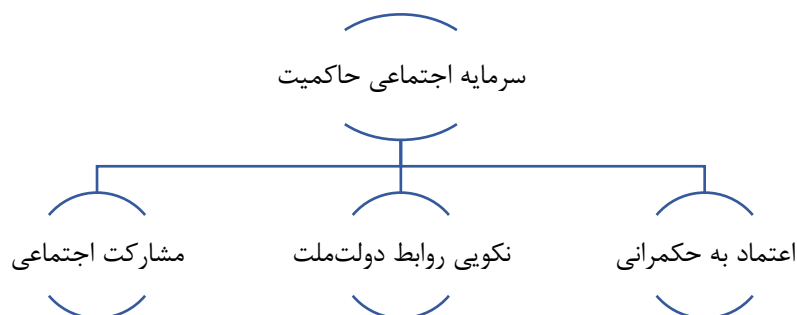 سرمایه اجتماعی حاکمیت
اعتماد به حکمرانی
نکویی روابط دولت‌ملت
مشارکت اجتماعی